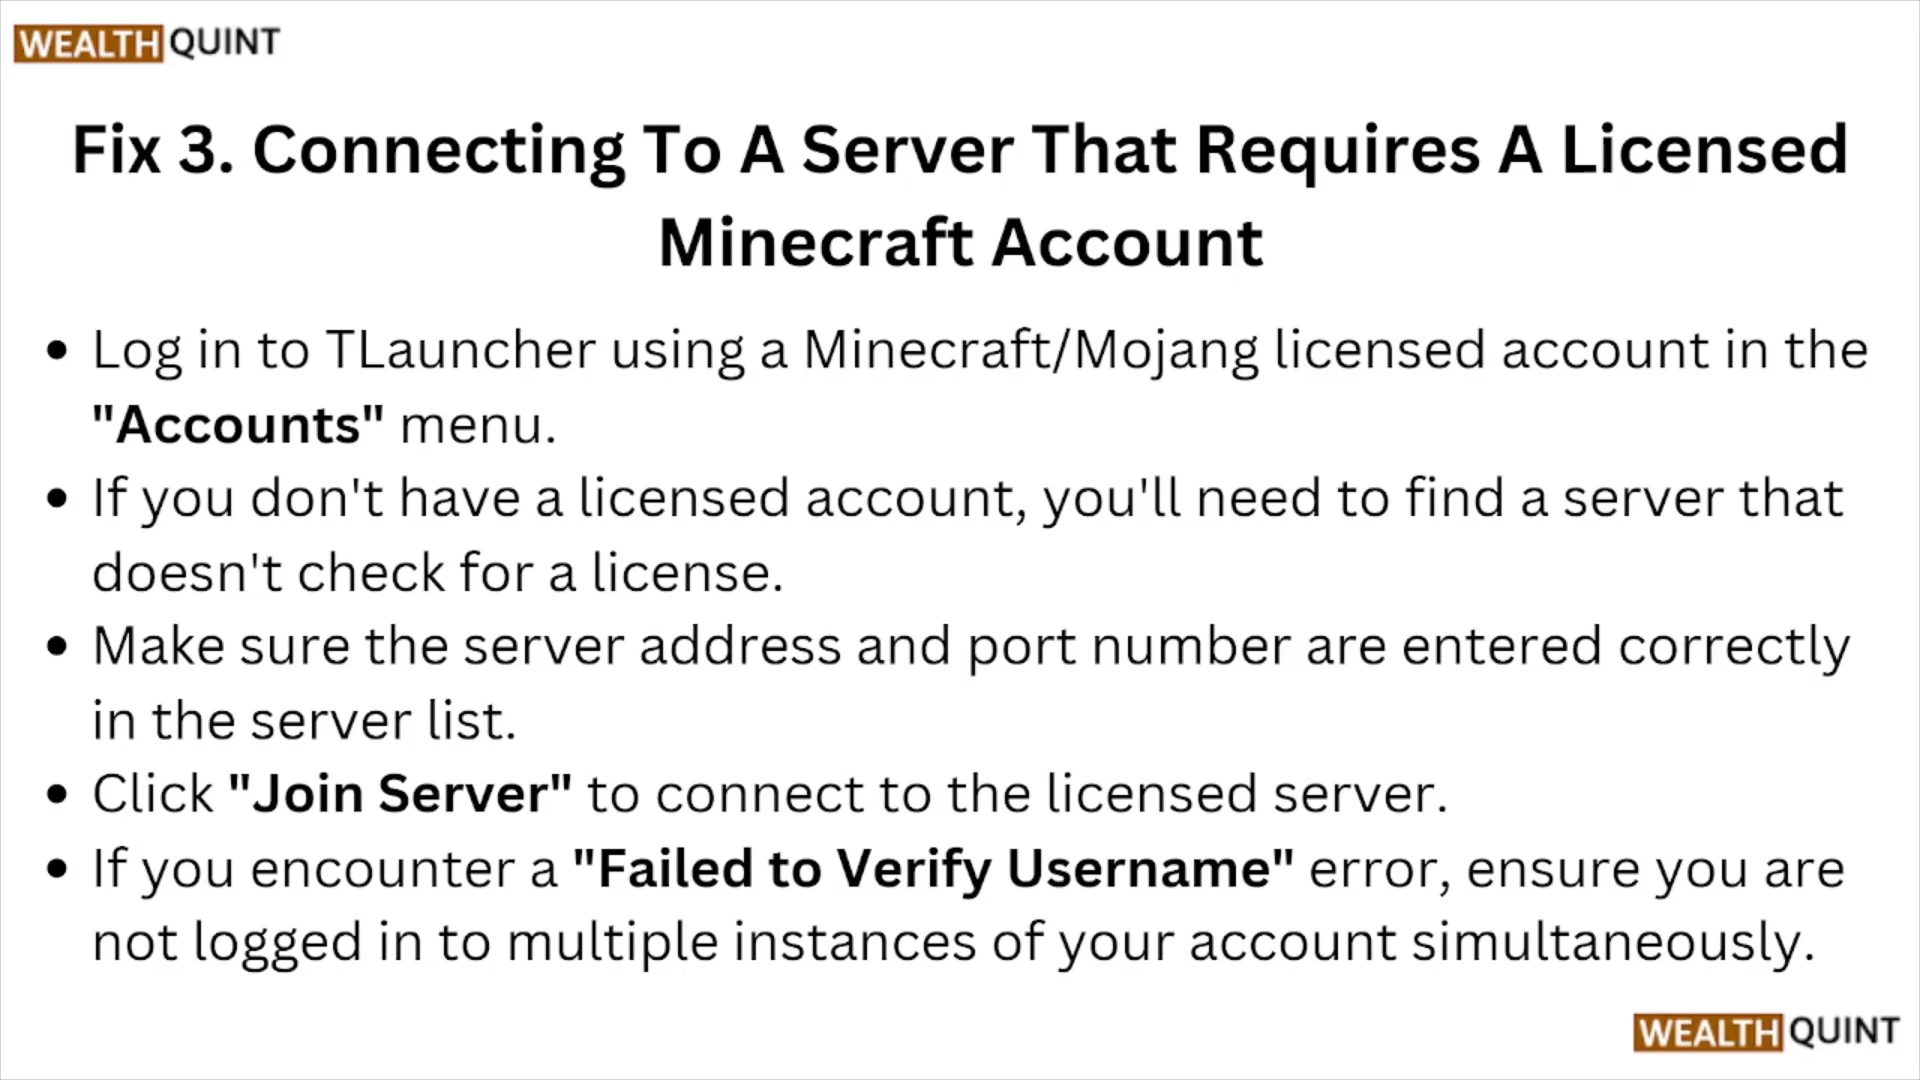 WEALTH QUINT
Fix 3. Connecting To A Server That Requires A Licensed
Minecraft Account
• Log in to TLauncher using a Minecraft/Mojang licensed account in the
"Accounts" menu.
• If you don't have a licensed account, you'll need to find a server that
doesn't check for a license.
• Make sure the server address and port number are entered correctly
in the server list.
• Click "Join Server" to connect to the licensed server.
• If you encounter a "Failed to Verify Username" error, ensure you are
not logged in to multiple instances of your account simultaneously.
WEALTH QUINT